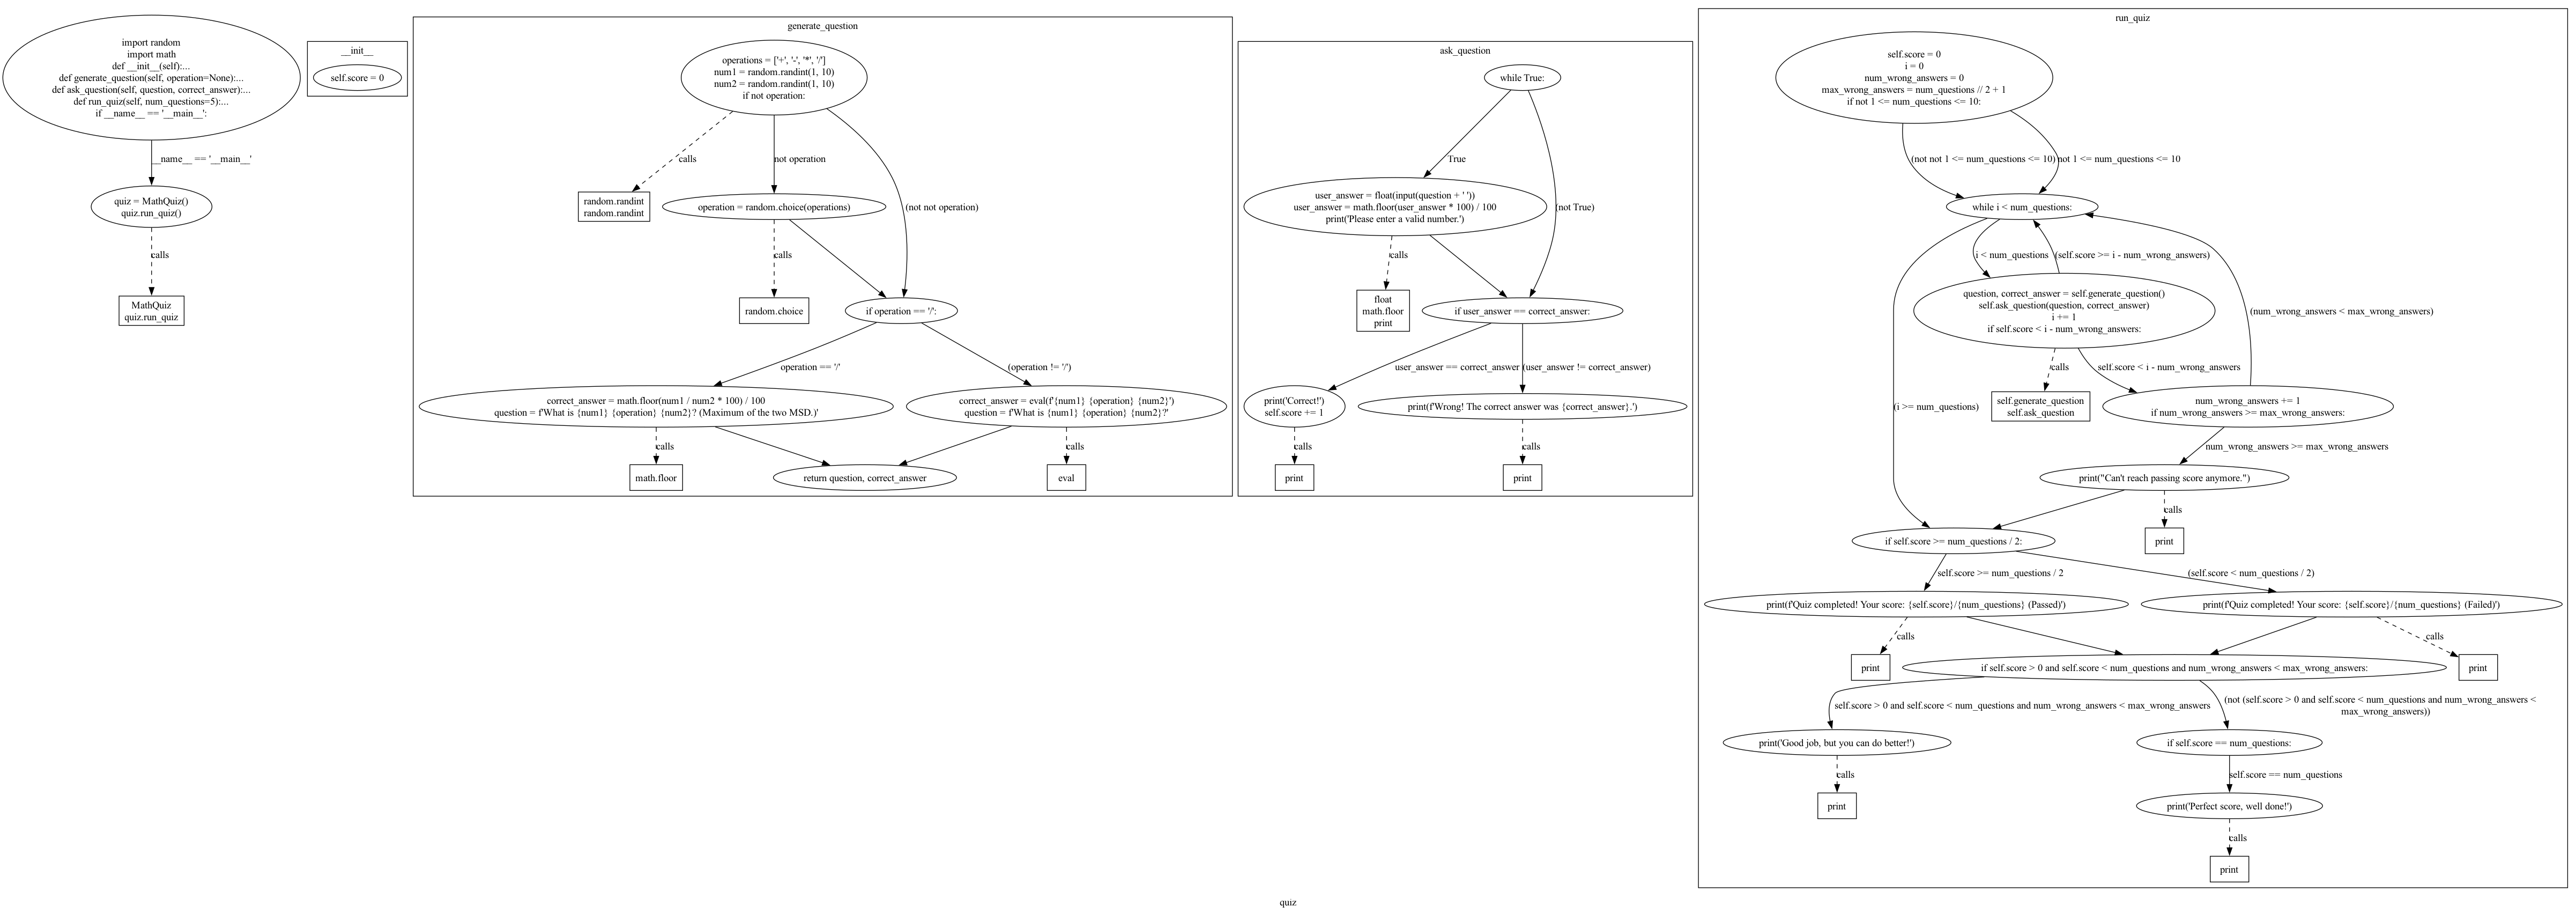 import random
import math
def __init__(self):...
def generate_question(self, operation=None):...
def ask_question(self, question, correct_answer):...
def run_quiz(self, num_questions=5):...
if __name__ == '__main__':
__name__ == '__main__'
quiz = MathQuiz()
quiz.run_quiz()
calls
MathQuiz
quiz.run_quiz
__init__
self.score = 0
generate_question
operations = ['+', '-', '*', '/']
num1 = random.randint(1, 10)
num2 = random.randint(1, 10)
if not operation:
calls
not operation
(not not operation)
random.randint
random.randint
operation = random.choice(operations)
calls
random.choice
if operation == '/':
operation == '/'
(operation != '/')
correct_answer = math.floor(num1 / num2 * 100) / 100
question = f'What is {num1} {operation} {num2}? (Maximum of the two MSD.)'
correct_answer = eval(f'{num1} {operation} {num2}')
question = f'What is {num1} {operation} {num2}?'
calls
calls
math.floor
return question, correct_answer
eval
ask_question
while True:
True
(not True)
user_answer = float(input(question + ' '))
user_answer = math.floor(user_answer * 100) / 100
print('Please enter a valid number.')
calls
float
math.floor
print
if user_answer == correct_answer:
user_answer == correct_answer
(user_answer != correct_answer)
print('Correct!')
self.score += 1
print(f'Wrong! The correct answer was {correct_answer}.')
calls
calls
print
print
run_quiz
self.score = 0
i = 0
num_wrong_answers = 0
max_wrong_answers = num_questions // 2 + 1
if not 1 <= num_questions <= 10:
(not not 1 <= num_questions <= 10)
not 1 <= num_questions <= 10
while i < num_questions:
i < num_questions
(self.score >= i - num_wrong_answers)
question, correct_answer = self.generate_question()
self.ask_question(question, correct_answer)
i += 1
if self.score < i - num_wrong_answers:
(num_wrong_answers < max_wrong_answers)
calls
self.score < i - num_wrong_answers
self.generate_question
self.ask_question
num_wrong_answers += 1
if num_wrong_answers >= max_wrong_answers:
(i >= num_questions)
num_wrong_answers >= max_wrong_answers
print("Can't reach passing score anymore.")
calls
print
if self.score >= num_questions / 2:
self.score >= num_questions / 2
(self.score < num_questions / 2)
print(f'Quiz completed! Your score: {self.score}/{num_questions} (Passed)')
print(f'Quiz completed! Your score: {self.score}/{num_questions} (Failed)')
calls
calls
print
if self.score > 0 and self.score < num_questions and num_wrong_answers < max_wrong_answers:
print
self.score > 0 and self.score < num_questions and num_wrong_answers < max_wrong_answers
(not (self.score > 0 and self.score < num_questions and num_wrong_answers <
max_wrong_answers))
print('Good job, but you can do better!')
if self.score == num_questions:
calls
self.score == num_questions
print
print('Perfect score, well done!')
calls
print
quiz